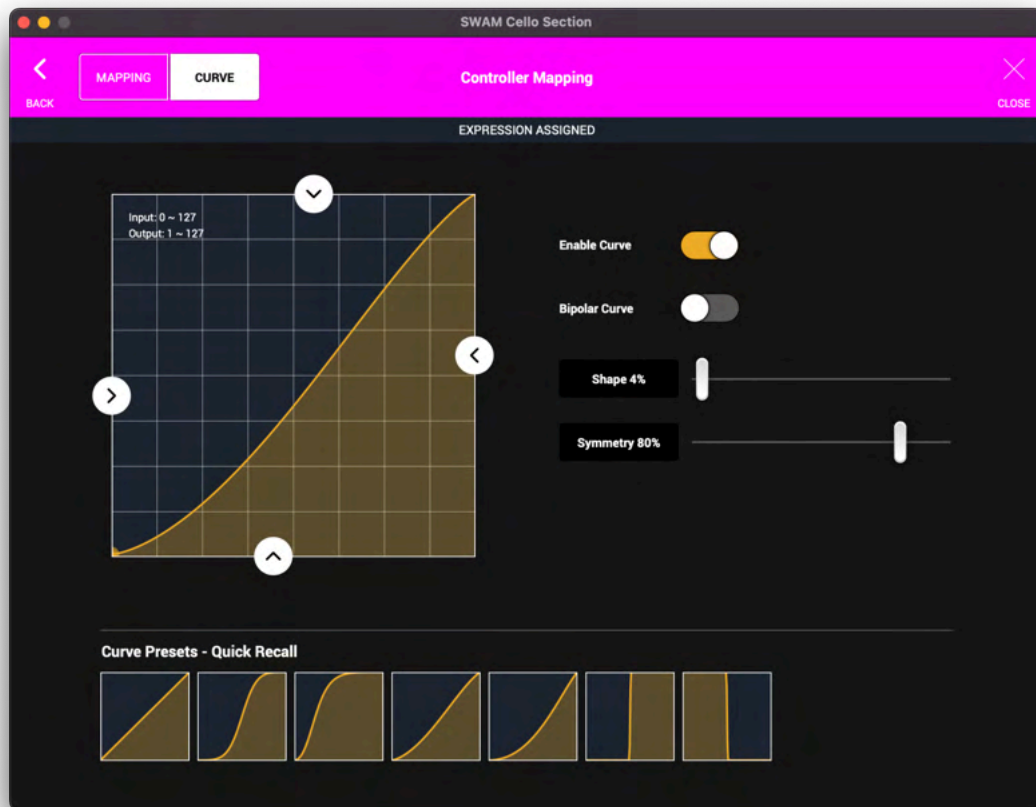 SWAM Cello Section
BACK
MAPPING
CURVE
Controller Mapping
CLOSE
EXPRESSION ASSIGNED
Input: 0 ~ 127
Output: 1 ~ 127
Enable Curve
Bipolar Curve
Shape 4%
Symmetry 80%
Curve Presets - Quick Recall